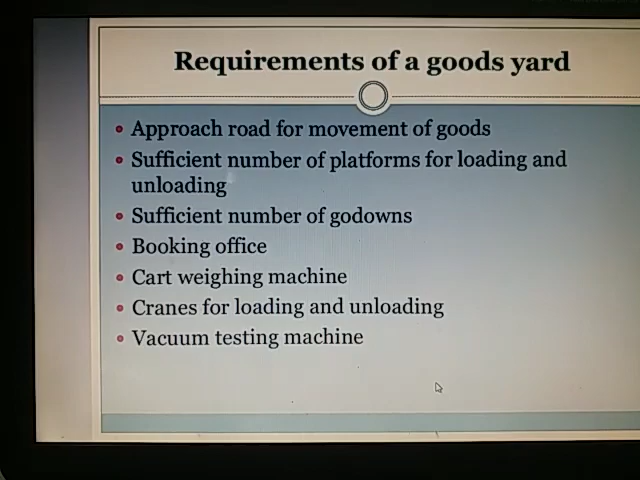 Requirements of a goods yard
Approach road for movement of goods
Sufficient number of platforms for loading and
unloading
Sufficient number of godowns
Booking office
Cart weighing machine
Cranes for loading and unloading
Vacuum testing machine